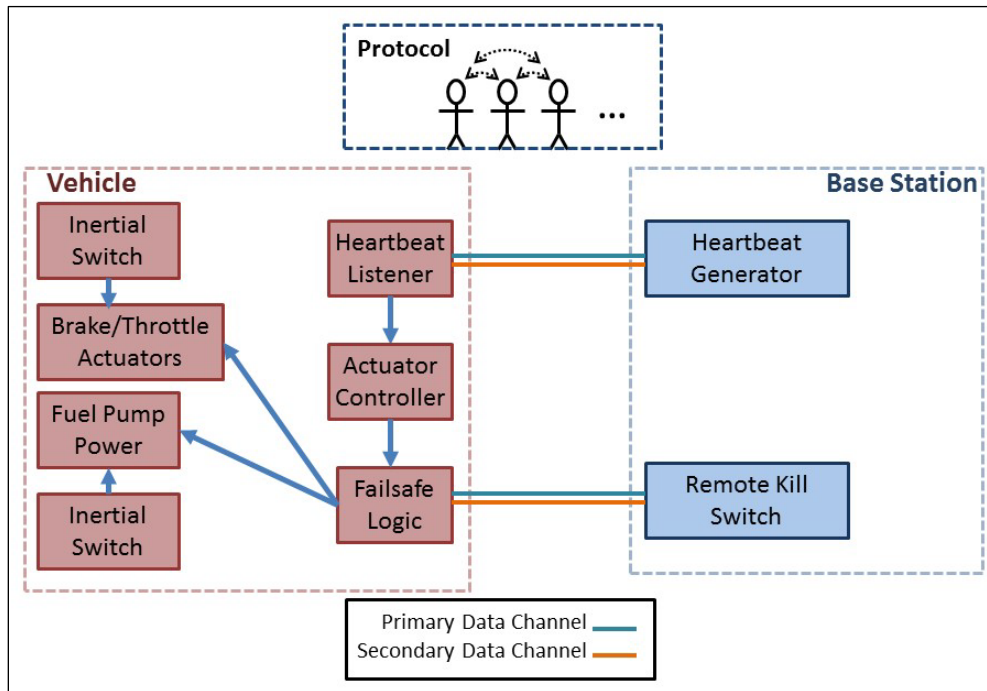 Protocol
...
Vehicle
Base Station
Inertial
Switch
Heartbeat
Listener
Heartbeat
Generator
Brake/Throttle
Actuators
Actuator
Controller
Fuel Pump
Power
Inertial
Switch
Failsafe
Logic
Remote Kill
Switch
Primary Data Channel
Secondary Data Channel